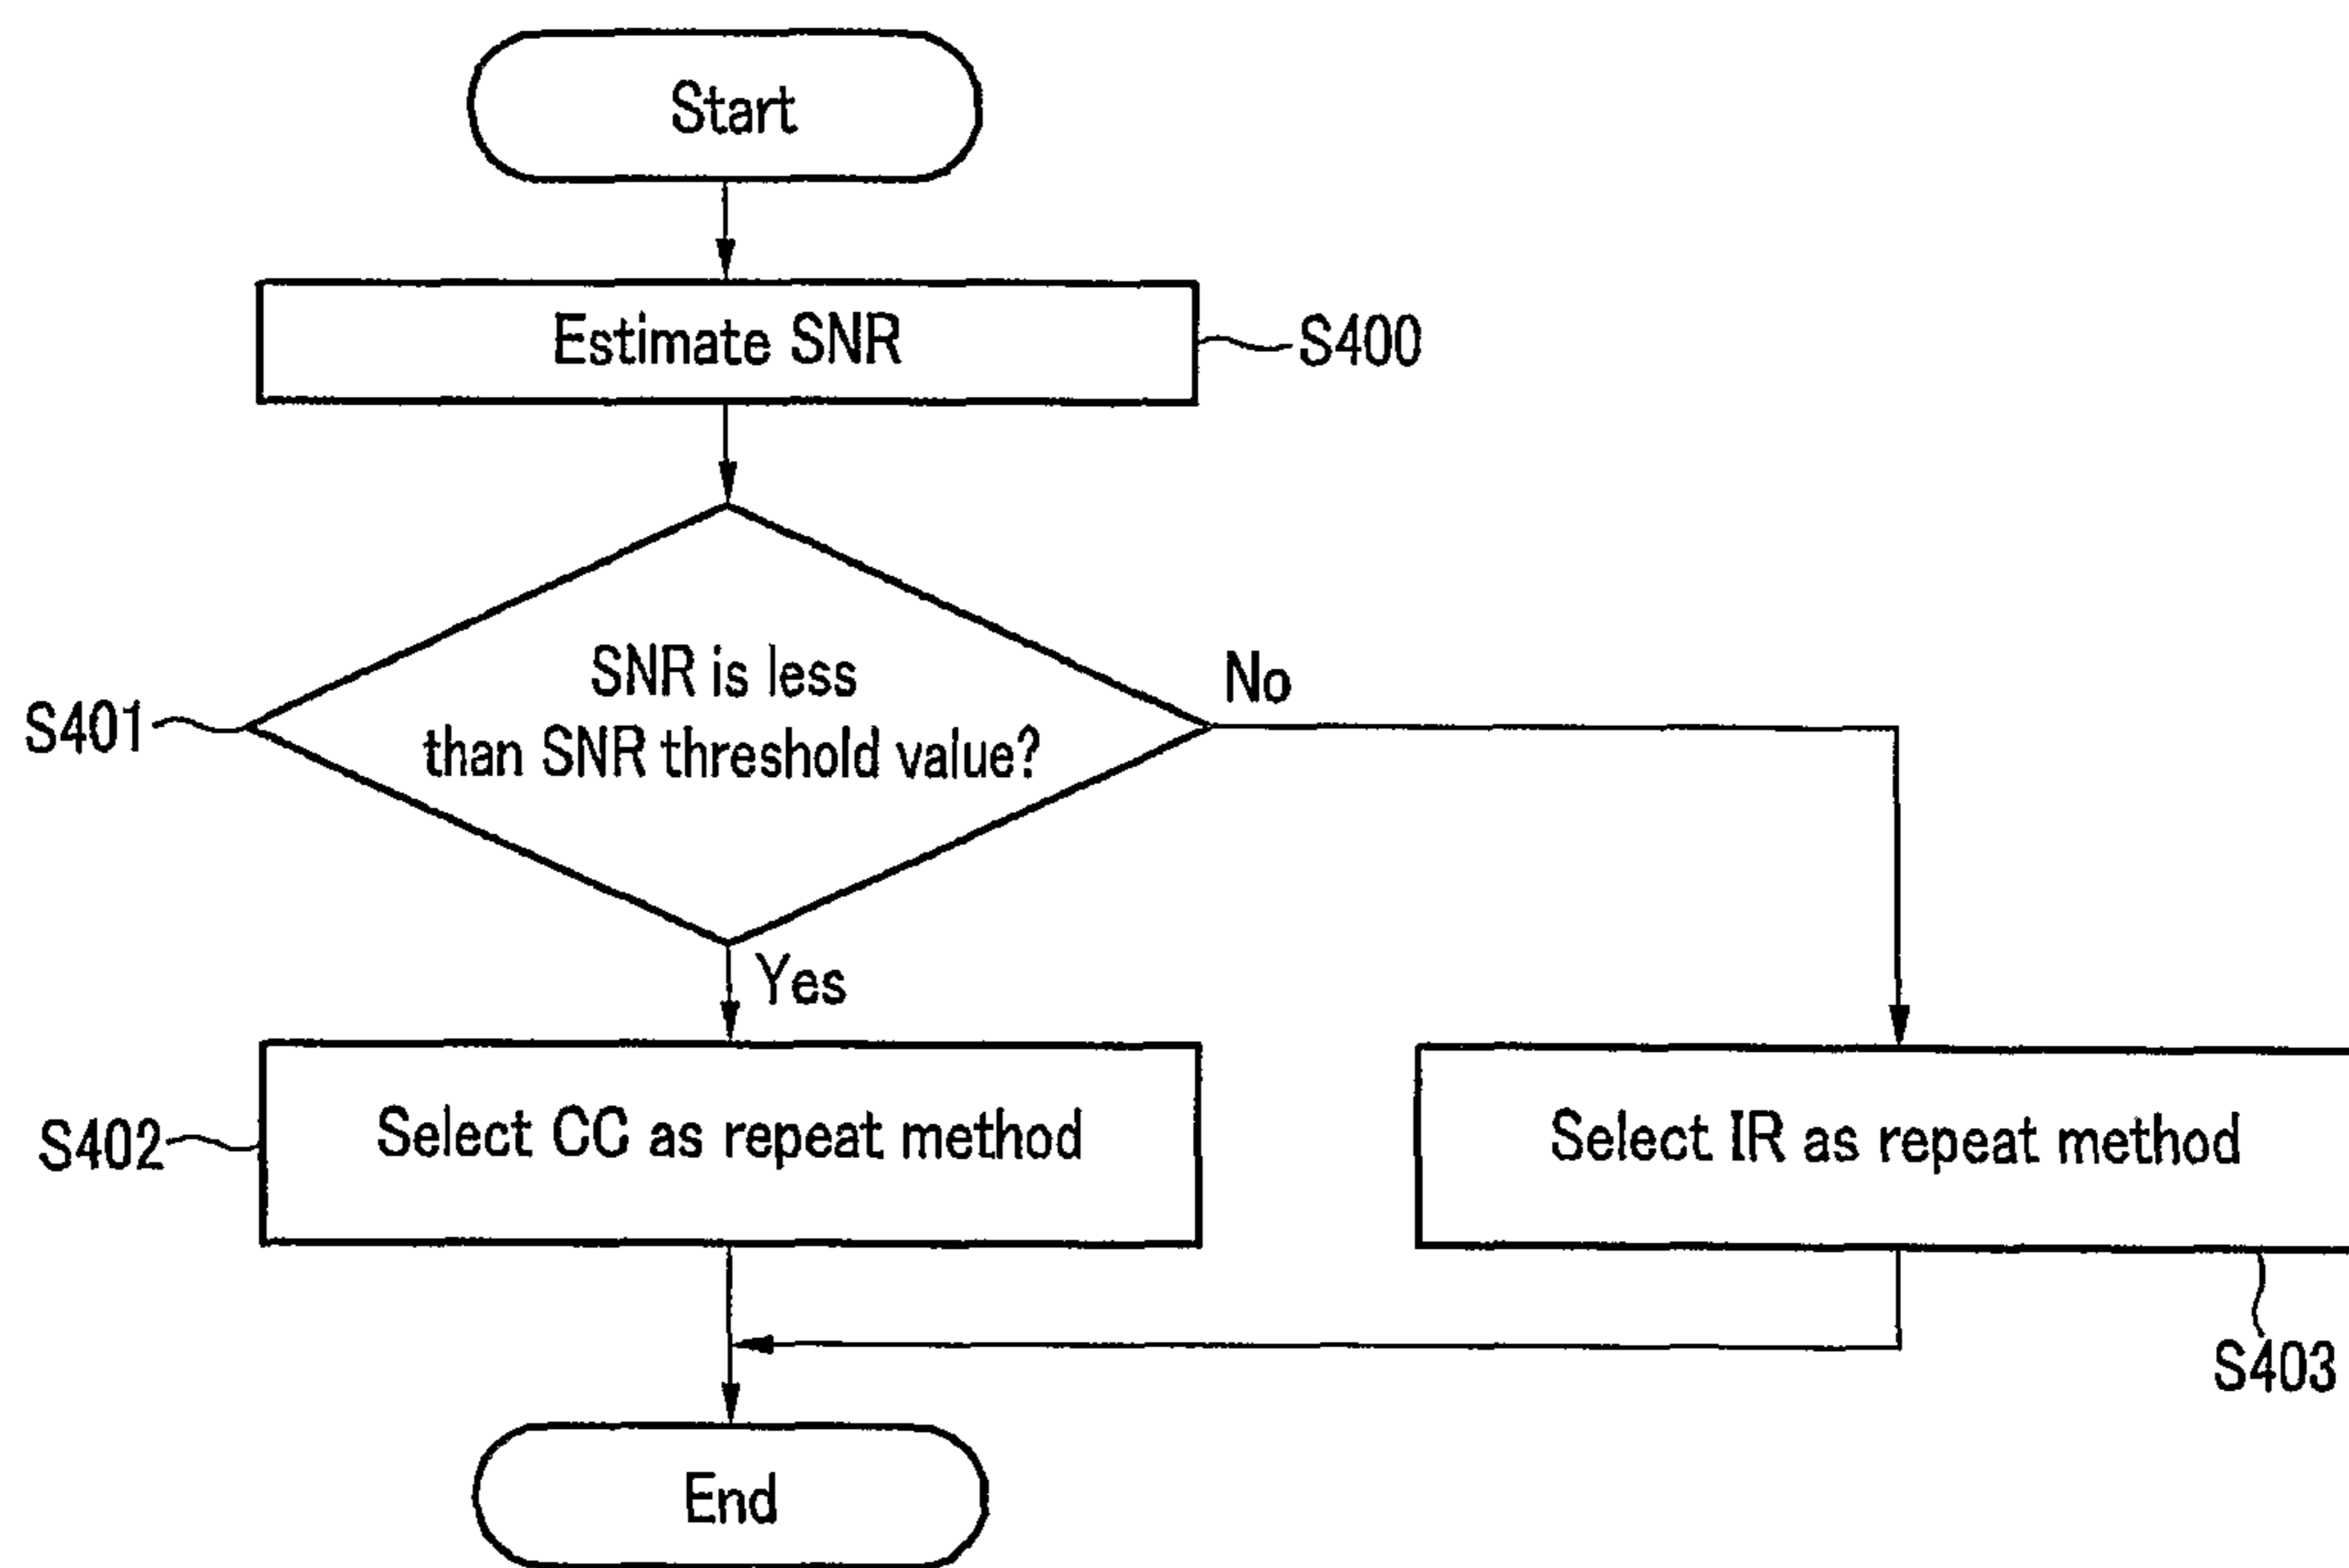 Start
Estimate SNR
S400
SNR is less
than SNR threshold value?
S401
No
Yes
Select CC as repeat method
S402
Select IR as repeat method
S403
End